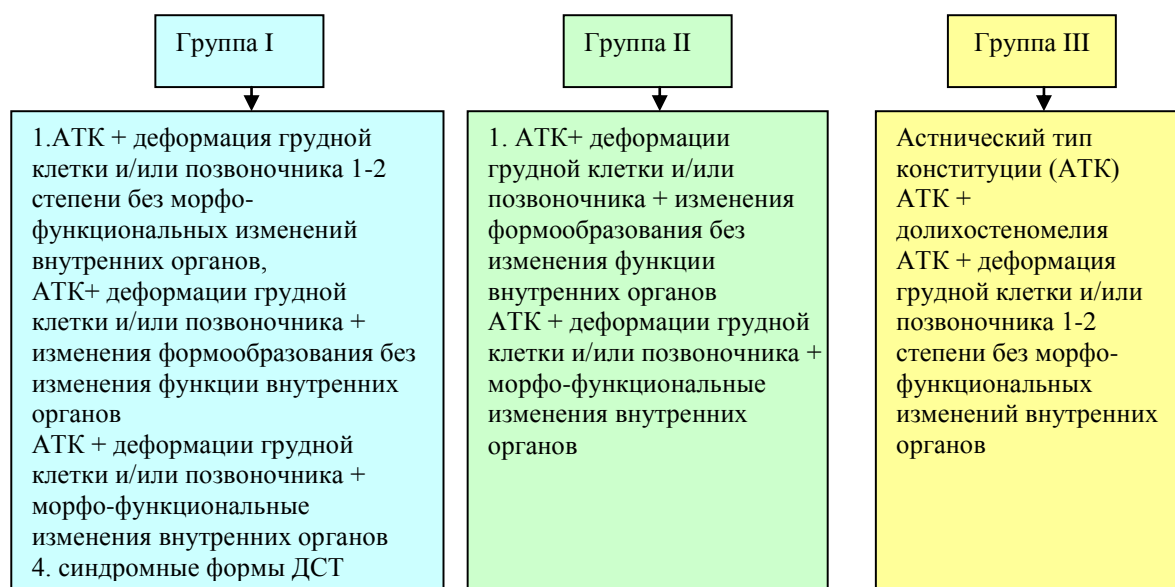 Группа I
1.АТК + деформация грудной
клетки и/или позвоночника 1-2
степени без морфо-
функциональных изменений
внутренних органов,
АТК+ деформации грудной
клетки и/или позвоночника +
изменения формообразования без
изменения функции внутренних
органов
АТК + деформации грудной
клетки и/или позвоночника +
морфо-функциональные
изменения внутренних органов
4. синдромные формы ДСТ
Группа II
1. АТК+ деформации
грудной клетки и/или
позвоночника + изменения
формообразования без
изменения функции
внутренних органов
АТК + деформации грудной
клетки и/или позвоночника +
морфо-функциональные
изменения внутренних
органов
Группа III
Астнический тип
конституции (АТК)
АТК +
долихостеномелия
АТК + деформация
грудной клетки и/или
позвоночника 1-2
степени без морфо-
функциональных
изменений внутренних
органов